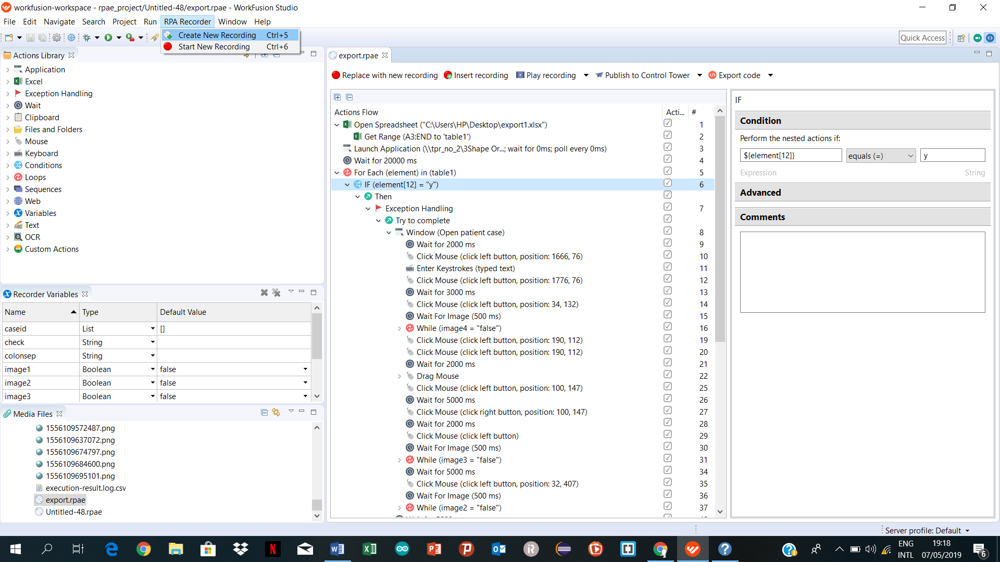 workfusion-workspace - rpae_project/Untitled-48/export.rpae - WorkFusion Studio
File Edit Navigate Search Project Run RPA Recorder Window Help
Create New Recording Ctrl+5
Start New Recording Ctrl+6
Quick Access
Actions Library
Application
Excel
Exception Handling
Wait
Clipboard
Files and Folders
Mouse
Keyboard
Conditions
Loops
Sequences
Web
Variables
Text
OCR
Custom Actions
Recorder Variables
Name Type Default Value
caseid List []
check String
colonsep String
image1 Boolean false
image2 Boolean false
image3 Boolean false
Media Files
1556109572487.png
1556109637072.png
1556109674797.png
1556109684600.png
1556109695101.png
execution-result.log.csv
export.rpae
Untitled-48.rpae
export.rpae
Replace with new recording Insert recording Play recording Publish to Control Tower Export code
Actions Flow Acti... #
Open Spreadsheet ("C:\Users\HP\Desktop\export1.xlsx") 1
Get Range (A3:END to 'table1') 2
Launch Application (\\tpr_no_2\3Shape Or...; wait for 0ms; poll every 0ms) 3
Wait for 20000 ms 4
For Each (element) in (table1) 5
IF (element[12] = "y") 6
Then
Exception Handling 7
Try to complete
Window (Open patient case) 8
Wait for 2000 ms 9
Click Mouse (click left button, position: 1666, 76) 10
Enter Keystrokes (typed text) 11
Click Mouse (click left button, position: 1776, 76) 12
Wait for 3000 ms 13
Click Mouse (click left button, position: 34, 132) 14
Wait For Image (500 ms) 15
While (image4 = "false") 16
Click Mouse (click left button, position: 190, 112) 19
Click Mouse (click left button, position: 190, 112) 20
Wait for 2000 ms 21
Drag Mouse 22
Click Mouse (click left button, position: 100, 147) 25
Wait for 5000 ms 26
Click Mouse (click right button, position: 100, 147) 27
Wait for 2000 ms 28
Click Mouse (click left button) 29
Wait For Image (500 ms) 30
While (image3 = "false") 31
Wait for 5000 ms 34
Click Mouse (click left button, position: 32, 407) 35
Wait For Image (500 ms) 36
While (image2 = "false") 37
IF
Condition
Perform the nested actions if:
${element[12]} equals (=) y
Expression String
Advanced
Comments
Server profile: Default
ENG
INTL
19:18
07/05/2019
6